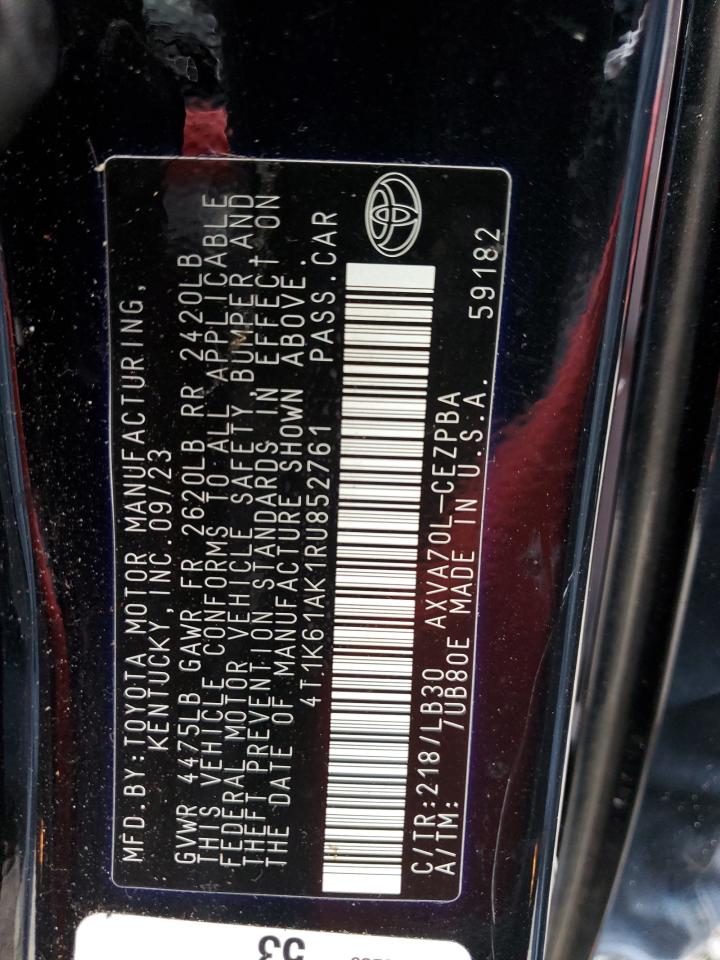 MFD.BY:TOYOTA MOTOR MANUFACTURING,
KENTUCKY, INC.09/23
GVWR 4475LB GAWR FR 2620LB RR 2420LB
THIS VEHICLE CONFORMS TO ALL APPLICABLE
FEDERAL MOTOR VEHICLE SAFETY, BUMPER AND
THEFT PREVENTION STANDARDS IN EFFECT ON
THE DATE OF MANUFACTURE SHOWN ABOVE.
4T1K61AK1RU852761 PASS.CAR
C/TR:218/LB30 AXVA70L-CEZPBA
A/TM: /UB80E MADE IN U.S.A. 59182
53